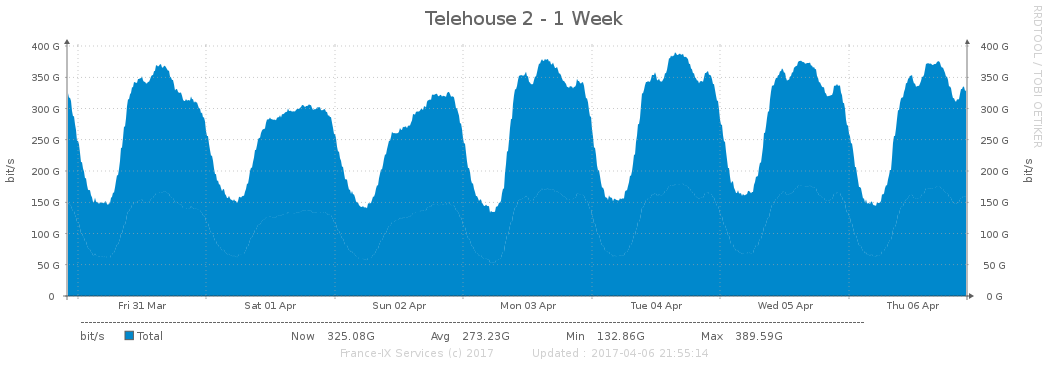 Telehouse 2 - 1 Week
RRDTOOL / TOBI OETIKER
bit/s
400 G 400 G
350 G 350 G
300 G 300 G
250 G 250 G
200 G 200 G
150 G 150 G
100 G 100 G
50 G 50 G
0 0 G
bit/s
Fri 31 Mar Sat 01 Apr Sun 02 Apr Mon 03 Apr Tue 04 Apr Wed 05 Apr Thu 06 Apr
bit/s Total Now 325.08G Avg 273.23G Min 132.86G Max 389.59G
France-IX Services (c) 2017 Updated : 2017-04-06 21:55:14